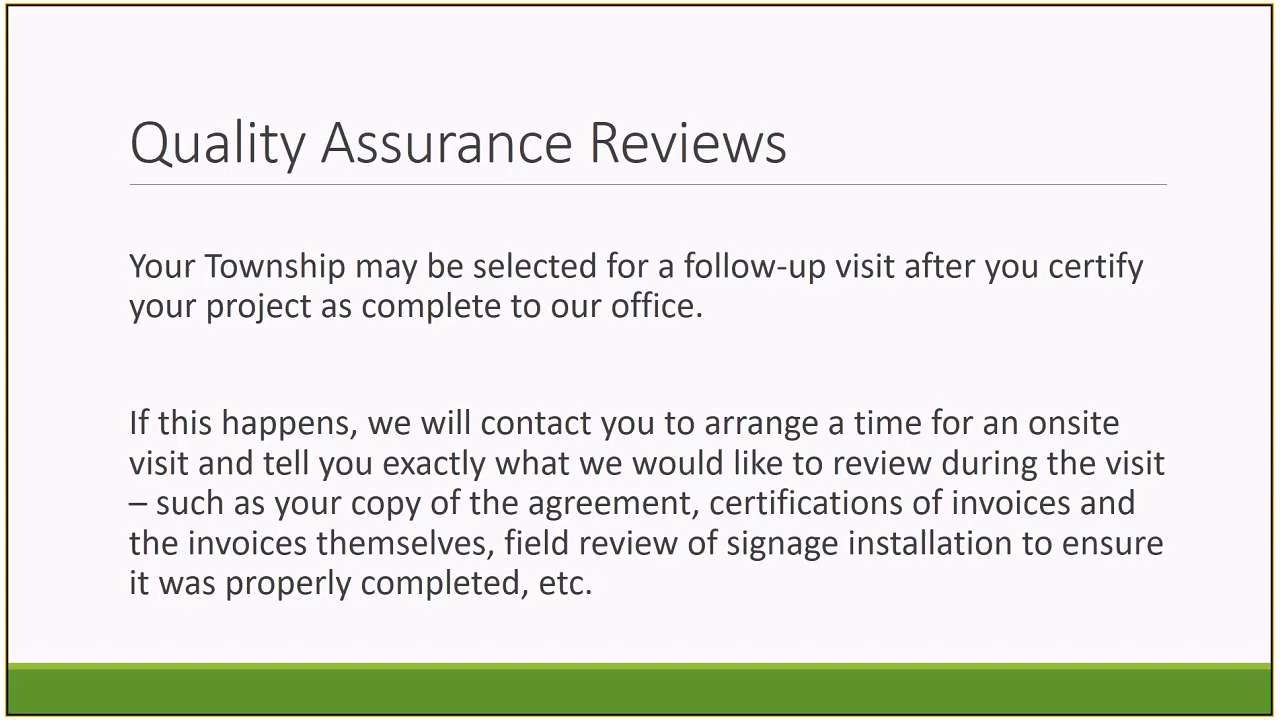 Quality Assurance Reviews
Your Township may be selected for a follow-up visit after you certify
your project as complete to our office.
If this happens, we will contact you to arrange a time for an onsite
visit and tell you exactly what we would like to review during the visit
– such as your copy of the agreement, certifications of invoices and
the invoices themselves, field review of signage installation to ensure
it was properly completed, etc.